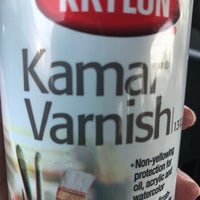 KRYLON
Kamar®
Varnish
• Non-yellowing
protection for
oil, acrylic and
watercolor